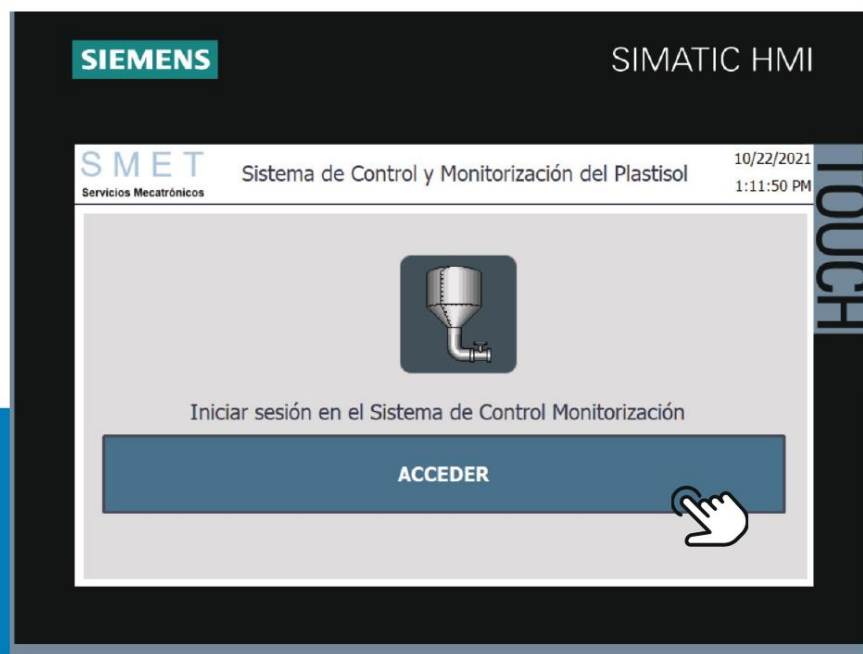 SIEMENS
SIMATIC HMI
SMET
Servicios Mecatrónicos
Sistema de Control y Monitorización del Plastisol
10/22/2021
1:11:50 PM
TOUCH
Iniciar sesión en el Sistema de Control Monitorización
ACCEDER